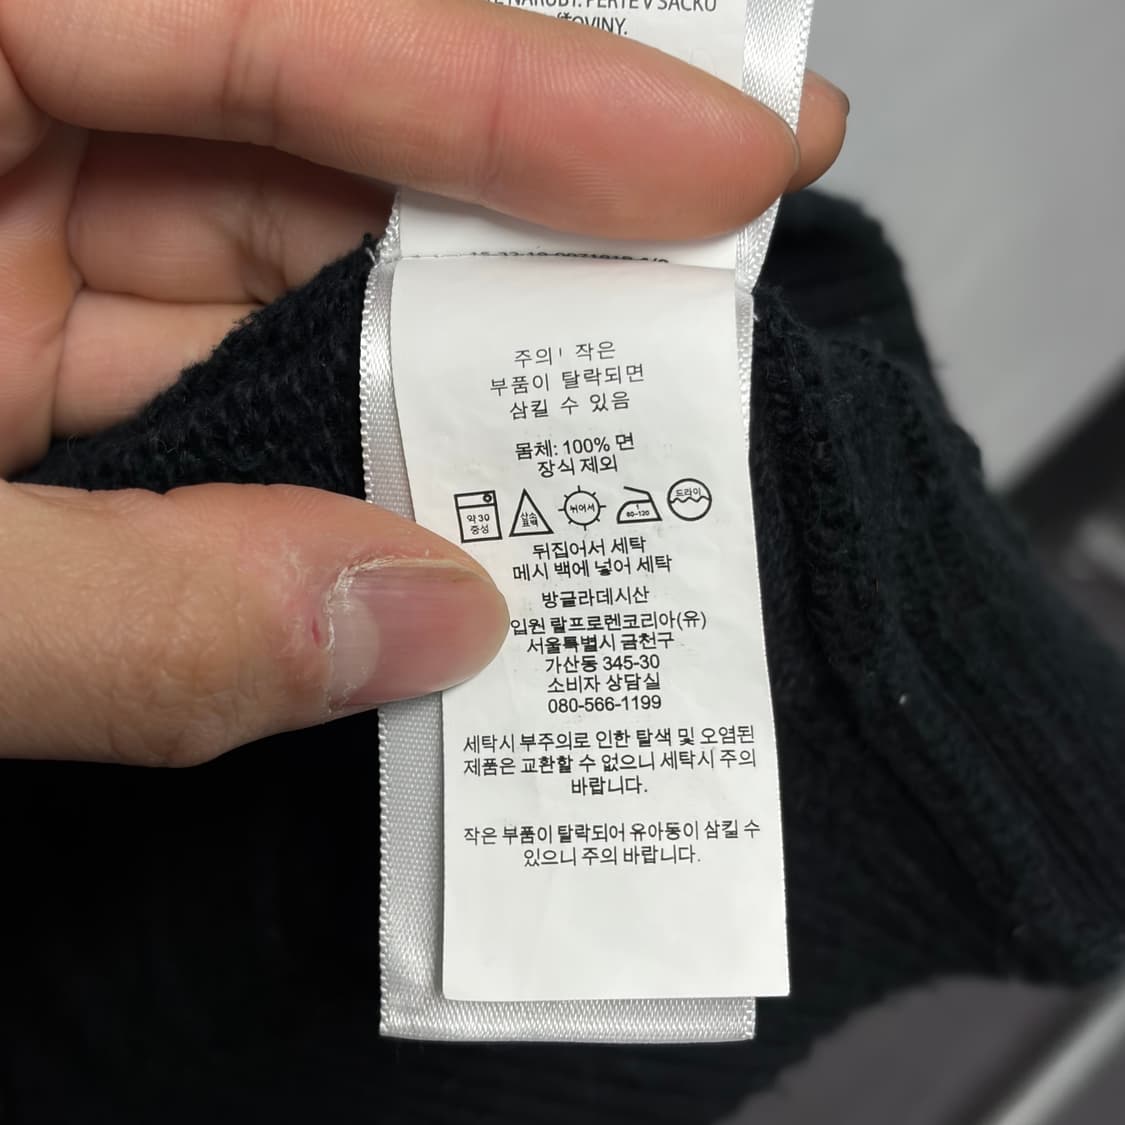 PERTE V SÁČKU
주의! 작은
부품이 탈락되면
삼킬 수 있음
몸체: 100% 면
장식 제외
약 30 중성
산소 표백
뉘어서
80-120
드라이
뒤집어서 세탁
메시 백에 넣어 세탁
방글라데시산
입원 랄프로렌코리아(유)
서울특별시 금천구
가산동 345-30
소비자 상담실
080-566-1199
세탁시 부주의로 인한 탈색 및 오염된
제품은 교환할 수 없으니 세탁시 주의
바랍니다.
작은 부품이 탈락되어 유아동이 삼킬 수
있으니 주의 바랍니다.